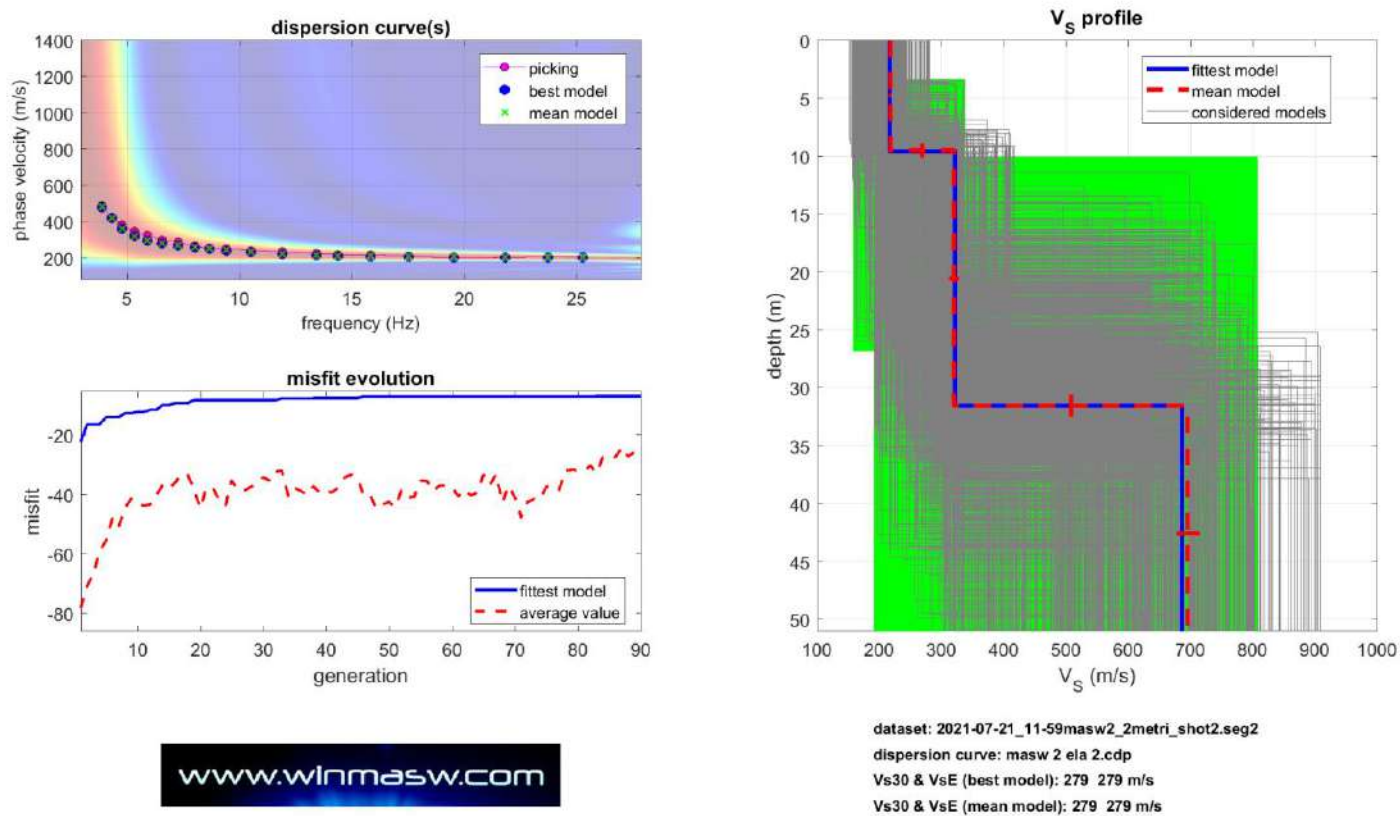 dispersion curve(s)
1400
1200
1000
800
600
400
200
phase velocity (m/s)
picking
best model
mean model
5 10 15 20 25
frequency (Hz)
misfit evolution
-20
-40
-60
-80
misfit
fittest model
average value
10 20 30 40 50 60 70 80 90
generation
www.winmasw.com
VS profile
0
5
10
15
20
25
30
35
40
45
50
depth (m)
fittest model
mean model
considered models
100 200 300 400 500 600 700 800 900 1000
VS (m/s)
dataset: 2021-07-21_11-59masw2_2metri_shot2.seg2
dispersion curve: masw 2 ela 2.cdp
Vs30 & VsE (best model): 279 279 m/s
Vs30 & VsE (mean model): 279 279 m/s